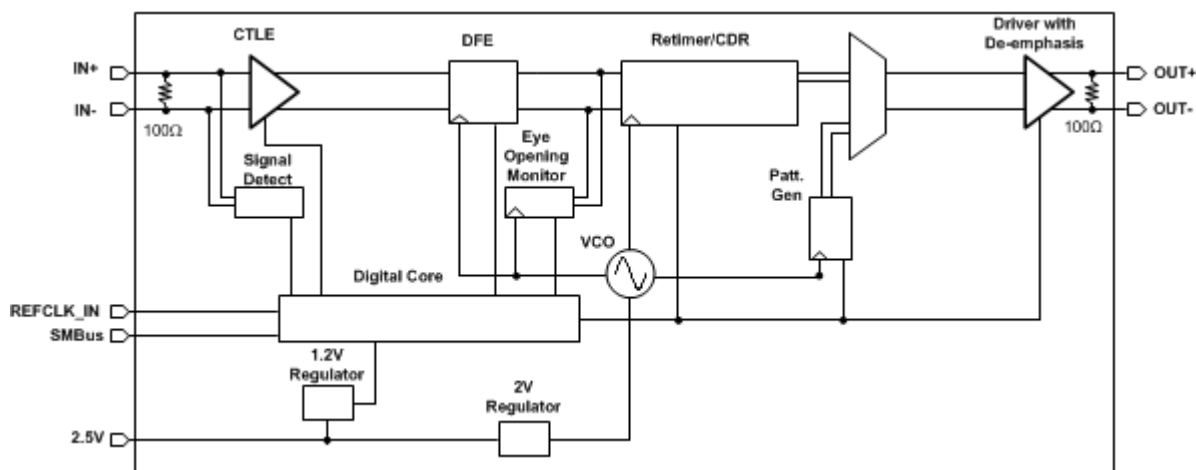 CTLE
DFE
Retimer/CDR
Driver with
De-emphasis
IN+
IN-
100Ω
OUT+
OUT-
100Ω
Signal
Detect
Eye
Opening
Monitor
Patt.
Gen
VCO
Digital Core
REFCLK_IN
SMBus
1.2V
Regulator
2V
Regulator
2.5V